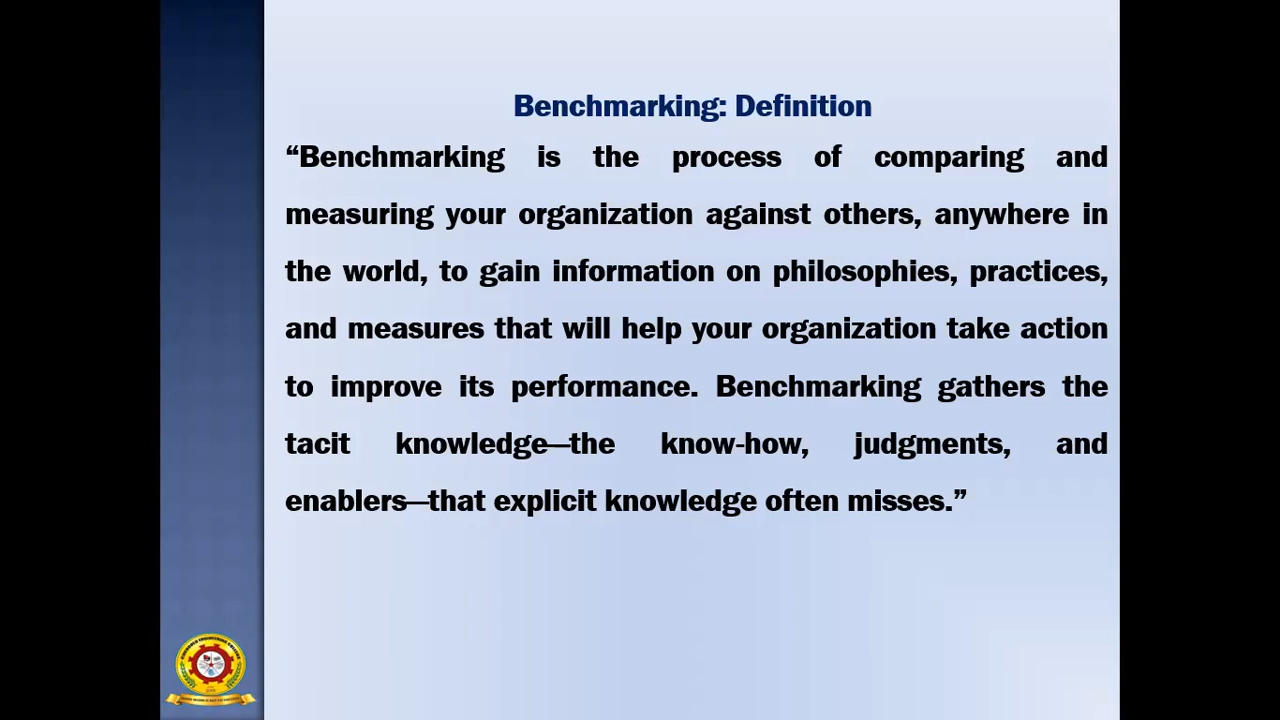 Benchmarking: Definition
“Benchmarking is the process of comparing and
measuring your organization against others, anywhere in
the world, to gain information on philosophies, practices,
and measures that will help your organization take action
to improve its performance. Benchmarking gathers the
tacit knowledge—the know-how, judgments, and
enablers—that explicit knowledge often misses.”